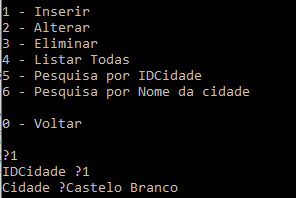 1 - Inserir
2 - Alterar
3 - Eliminar
4 - Listar Todas
5 - Pesquisa por IDCidade
6 - Pesquisa por Nome da cidade
0 - Voltar
?1
IDCidade ?1
Cidade ?Castelo Branco